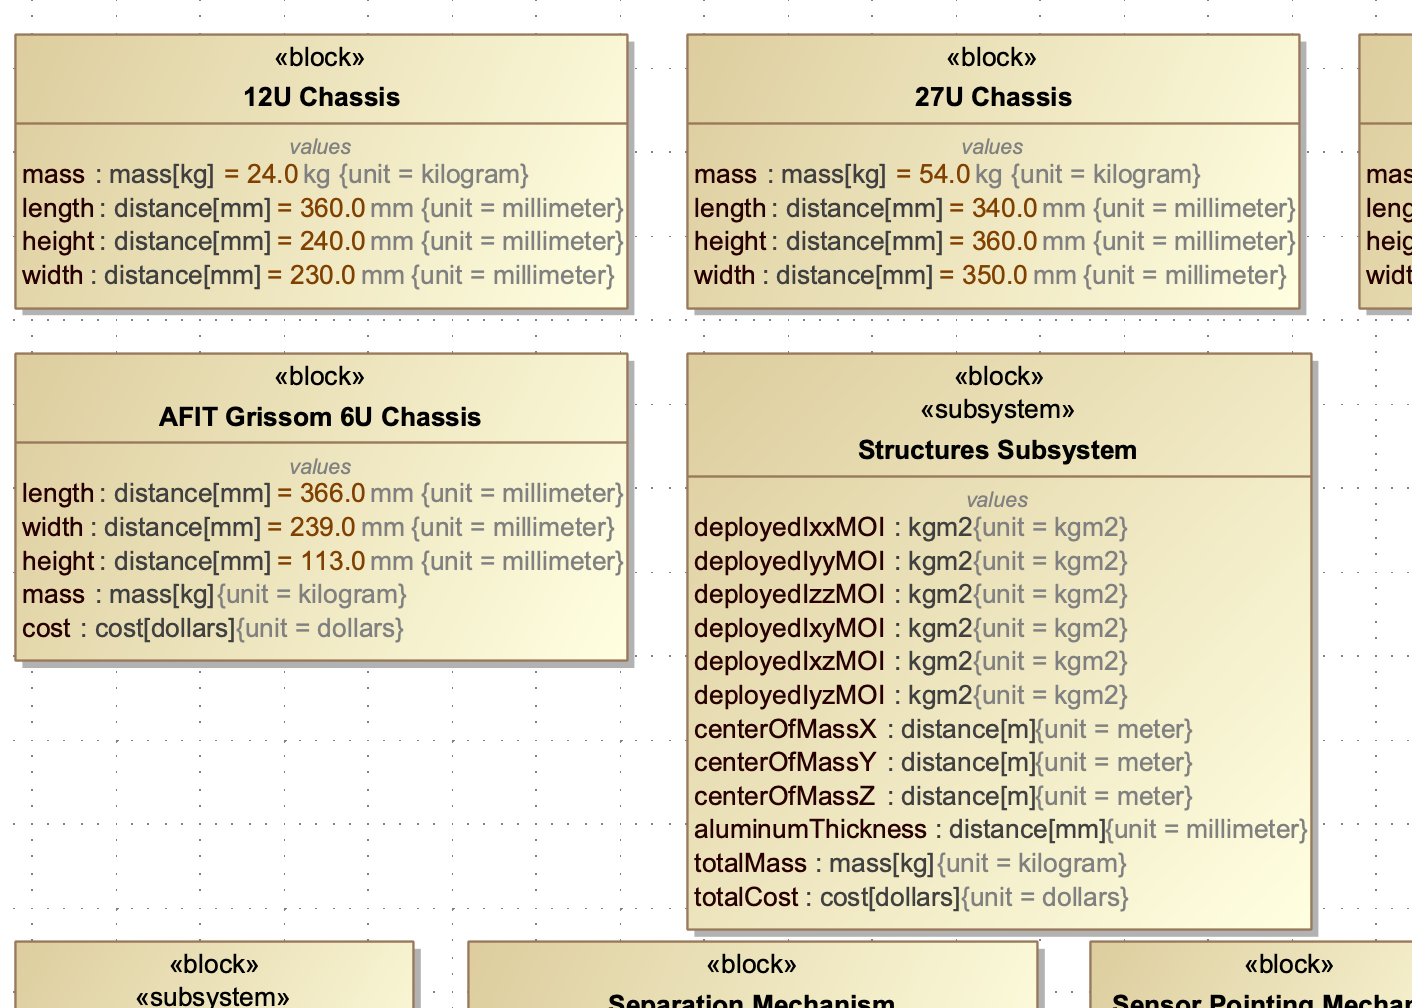 «block»
12U Chassis
values
mass : mass[kg] = 24.0 kg {unit = kilogram}
length : distance[mm] = 360.0 mm {unit = millimeter}
height : distance[mm] = 240.0 mm {unit = millimeter}
width : distance[mm] = 230.0 mm {unit = millimeter}
«block»
27U Chassis
values
mass : mass[kg] = 54.0 kg {unit = kilogram}
length : distance[mm] = 340.0 mm {unit = millimeter}
height : distance[mm] = 360.0 mm {unit = millimeter}
width : distance[mm] = 350.0 mm {unit = millimeter}
«block»
AFIT Grissom 6U Chassis
values
length : distance[mm] = 366.0 mm {unit = millimeter}
width : distance[mm] = 239.0 mm {unit = millimeter}
height : distance[mm] = 113.0 mm {unit = millimeter}
mass : mass[kg]{unit = kilogram}
cost : cost[dollars]{unit = dollars}
«block»
«subsystem»
Structures Subsystem
values
deployedIxxMOI : kgm2{unit = kgm2}
deployedIyyMOI : kgm2{unit = kgm2}
deployedIzzMOI : kgm2{unit = kgm2}
deployedIxyMOI : kgm2{unit = kgm2}
deployedIxzMOI : kgm2{unit = kgm2}
deployedIyzMOI : kgm2{unit = kgm2}
centerOfMassX : distance[m]{unit = meter}
centerOfMassY : distance[m]{unit = meter}
centerOfMassZ : distance[m]{unit = meter}
aluminumThickness : distance[mm]{unit = millimeter}
totalMass : mass[kg]{unit = kilogram}
totalCost : cost[dollars]{unit = dollars}
«block»
«subsystem»
«block»
Separation Mechanism
«block»
Sensor Pointing